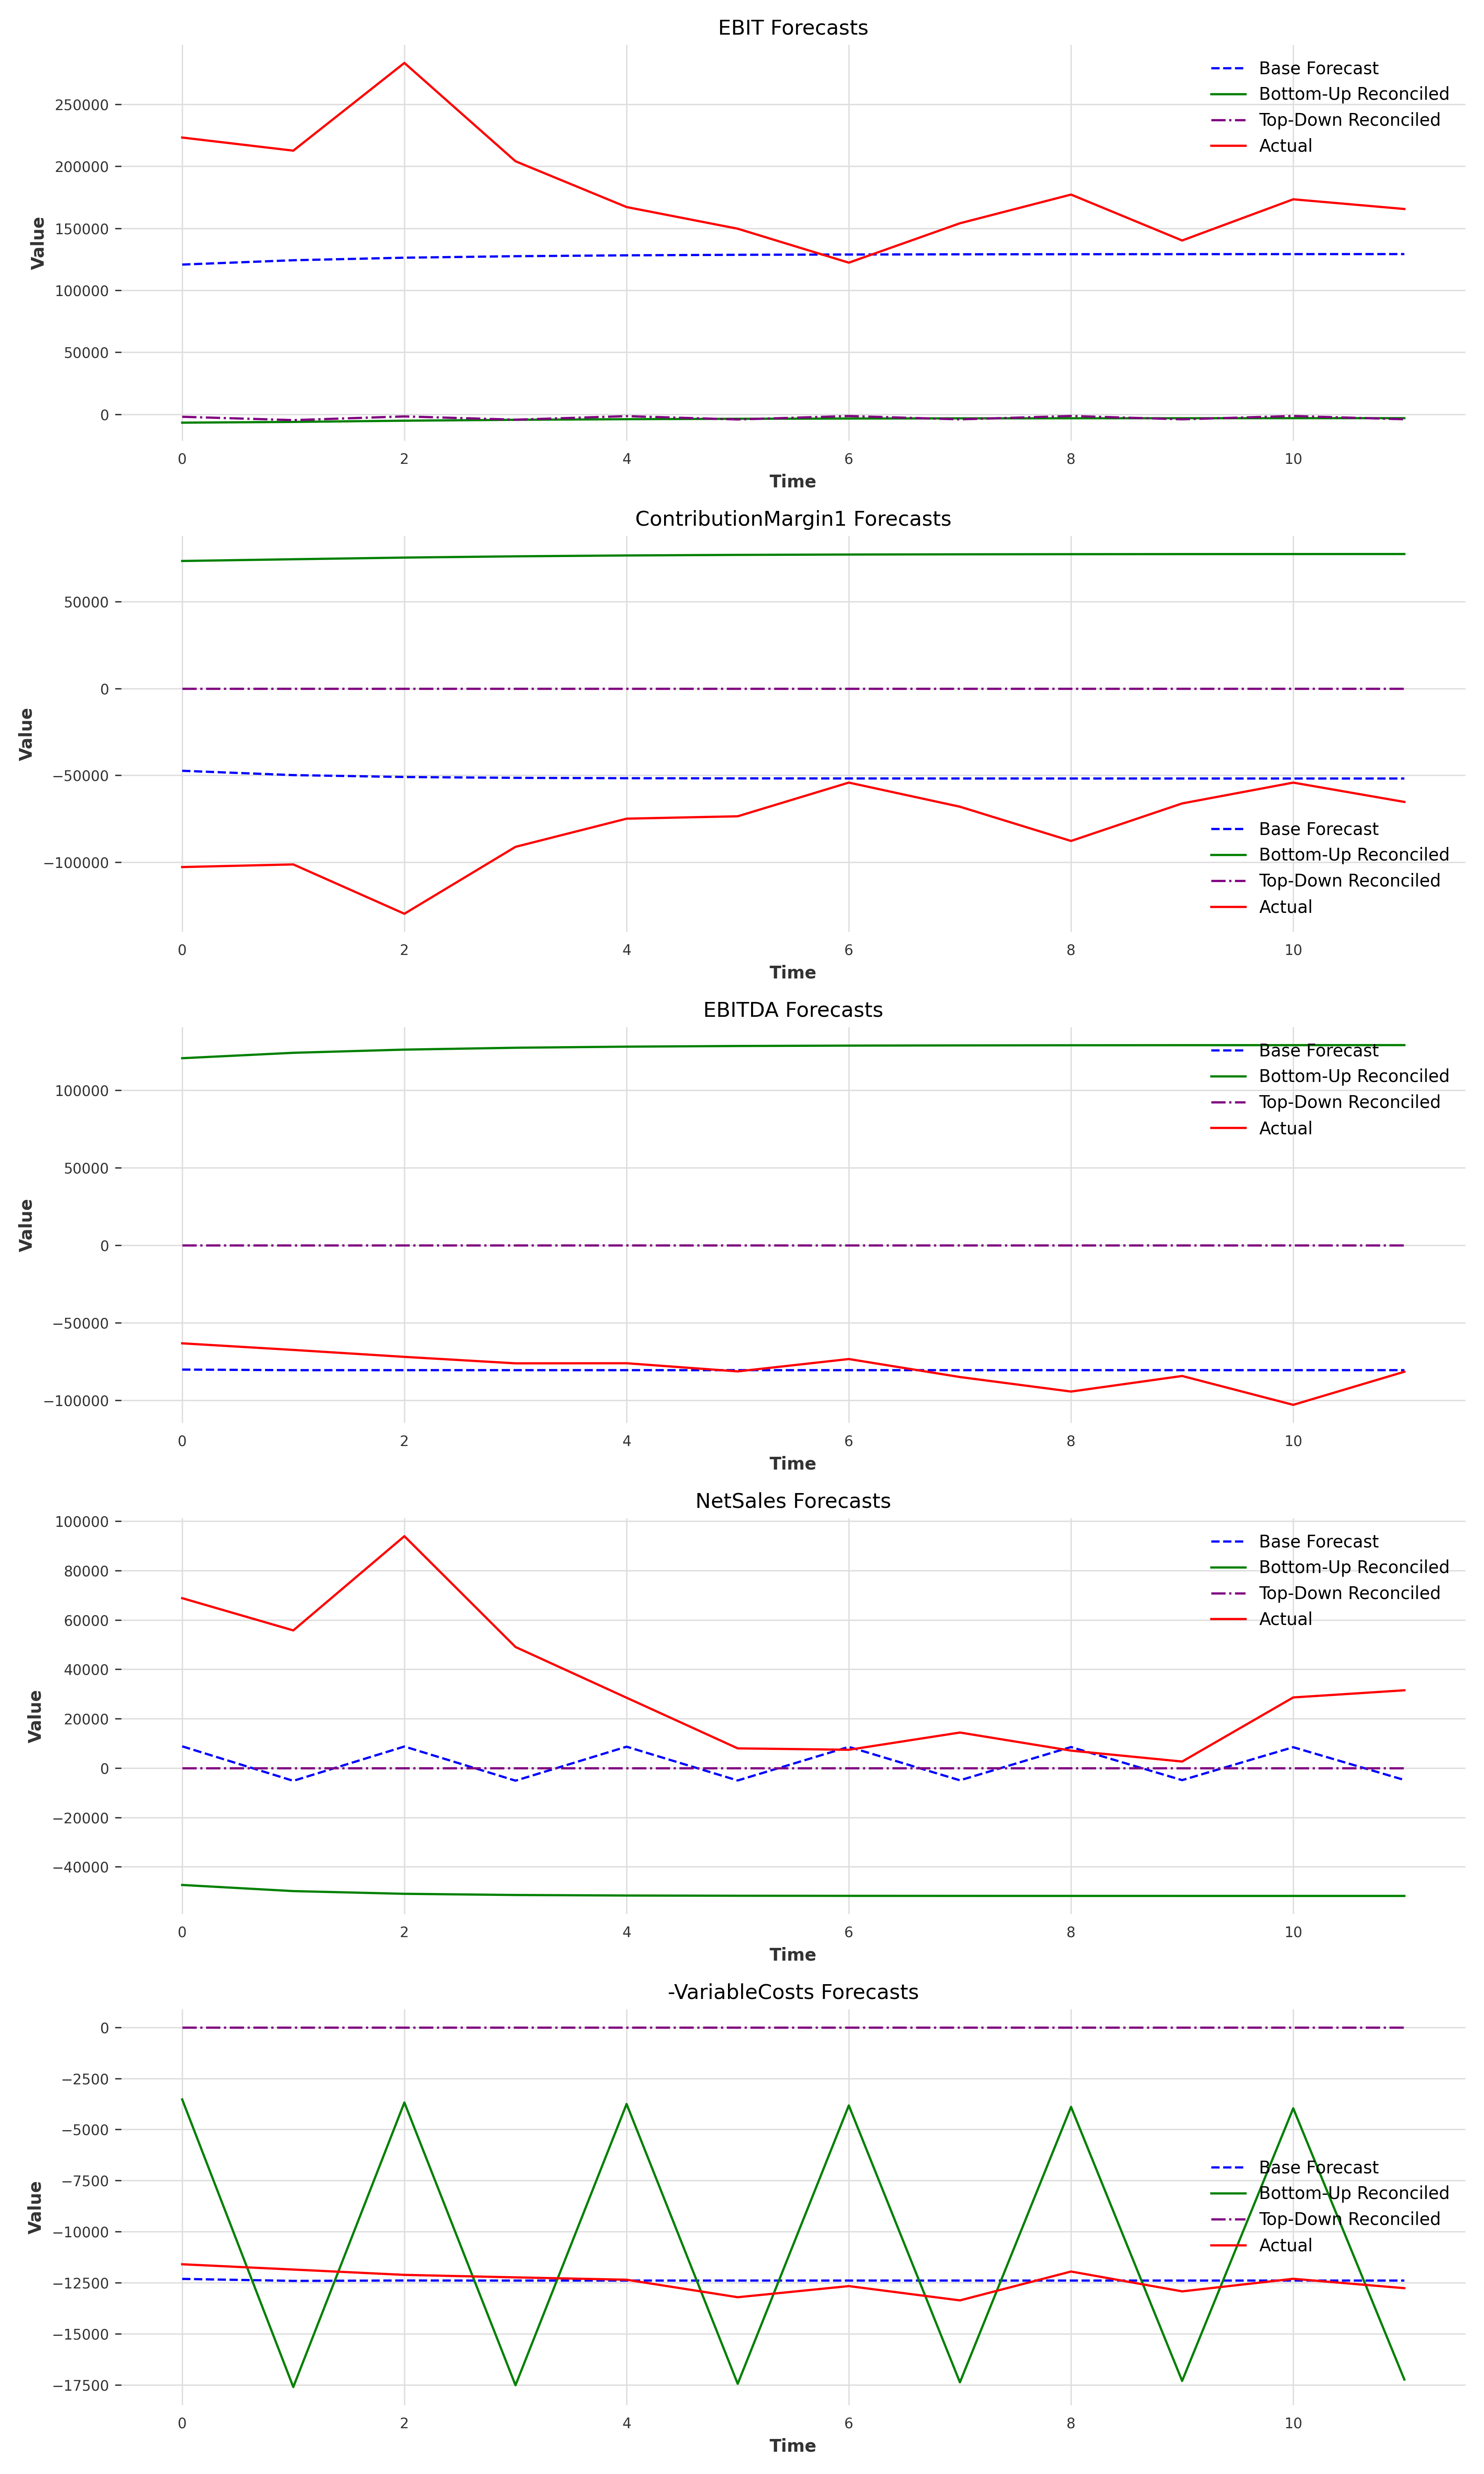 EBIT Forecasts
Base Forecast
Bottom-Up Reconciled
Top-Down Reconciled
Actual
250000
200000
150000
100000
50000
0
Value
0 2 4 6 8 10
Time
ContributionMargin1 Forecasts
50000
0
−50000
−100000
Value
Base Forecast
Bottom-Up Reconciled
Top-Down Reconciled
Actual
0 2 4 6 8 10
Time
EBITDA Forecasts
Base Forecast
Bottom-Up Reconciled
Top-Down Reconciled
Actual
100000
50000
0
−50000
−100000
Value
0 2 4 6 8 10
Time
NetSales Forecasts
Base Forecast
Bottom-Up Reconciled
Top-Down Reconciled
Actual
100000
80000
60000
40000
20000
0
−20000
−40000
Value
0 2 4 6 8 10
Time
-VariableCosts Forecasts
0
−2500
−5000
−7500
−10000
−12500
−15000
−17500
Value
Base Forecast
Bottom-Up Reconciled
Top-Down Reconciled
Actual
0 2 4 6 8 10
Time